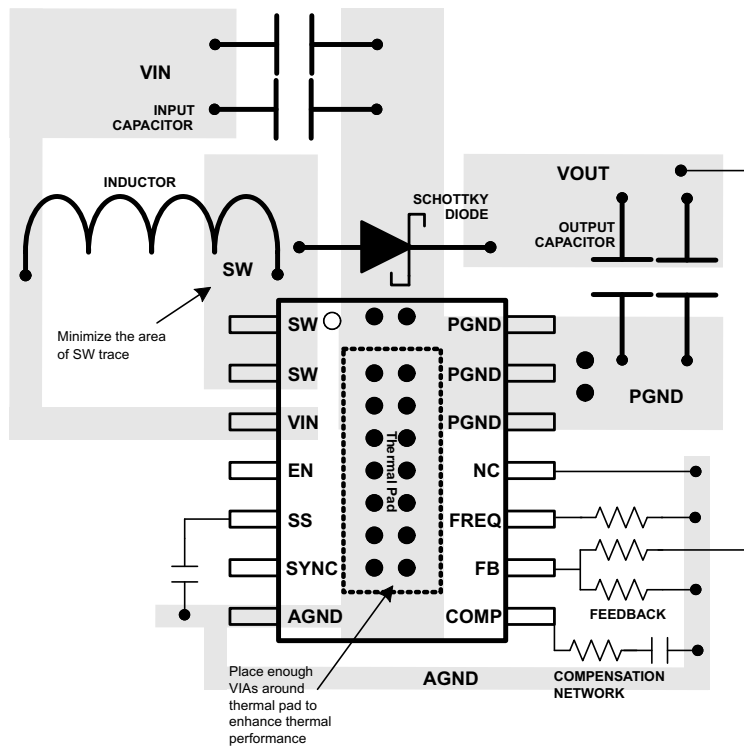 VIN
INPUT
CAPACITOR
INDUCTOR
SW
Minimize the area
of SW trace
SCHOTTKY
DIODE
VOUT
OUTPUT
CAPACITOR
PGND
SW
SW
VIN
EN
SS
SYNC
AGND
PGND
PGND
PGND
NC
FREQ
FB
COMP
Thermal Pad
FEEDBACK
COMPENSATION
NETWORK
AGND
Place enough
VIAs around
thermal pad to
enhance thermal
performance